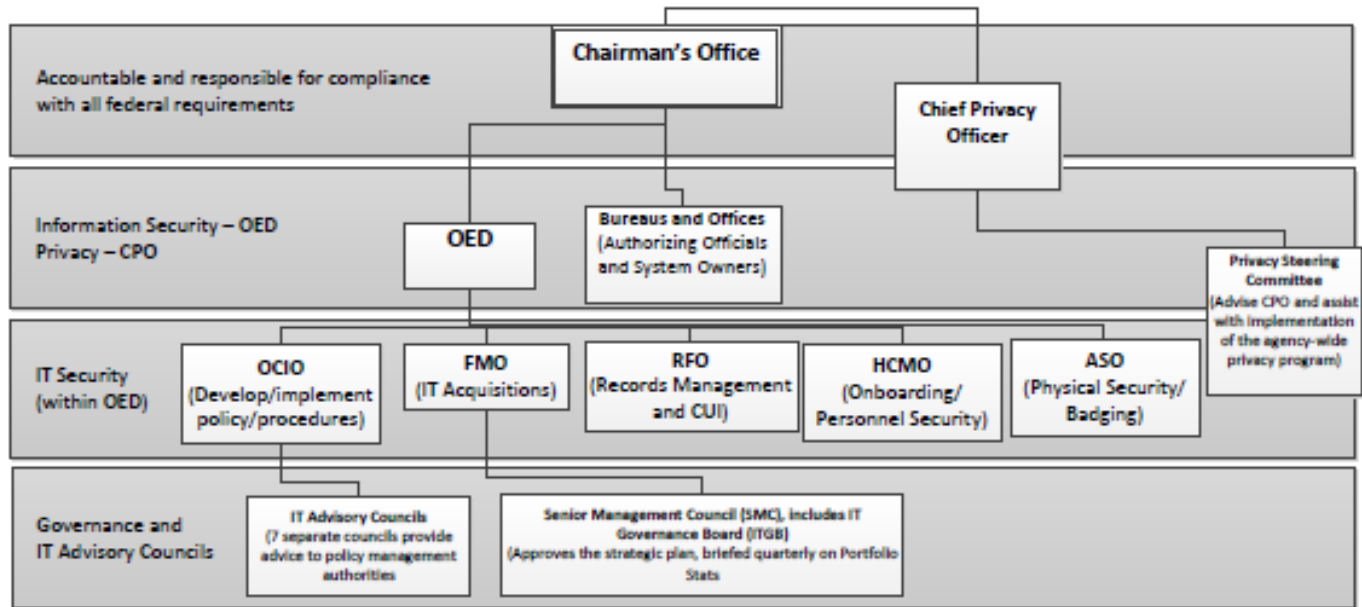 Chairman's Office
Accountable and responsible for compliance
with all federal requirements
Chief Privacy
Officer
Information Security – OED
Privacy – CPO
OED
Bureaus and Offices
(Authorizing Officials
and System Owners)
Privacy Steering
Committee
(Advise CPO and assist
with implementation
of the agency-wide
privacy program)
IT Security
(within OED)
OCIO
(Develop/implement
policy/procedures)
FMO
(IT Acquisitions)
RFO
(Records Management
and CUI)
HCMO
(Onboarding/
Personnel Security)
ASO
(Physical Security/
Badging)
Governance and
IT Advisory Councils
IT Advisory Councils
(7 separate councils provide
advice to policy management
authorities
Senior Management Council (SMC), includes IT
Governance Board (ITGB)
(Approves the strategic plan, briefed quarterly on Portfolio
Stats